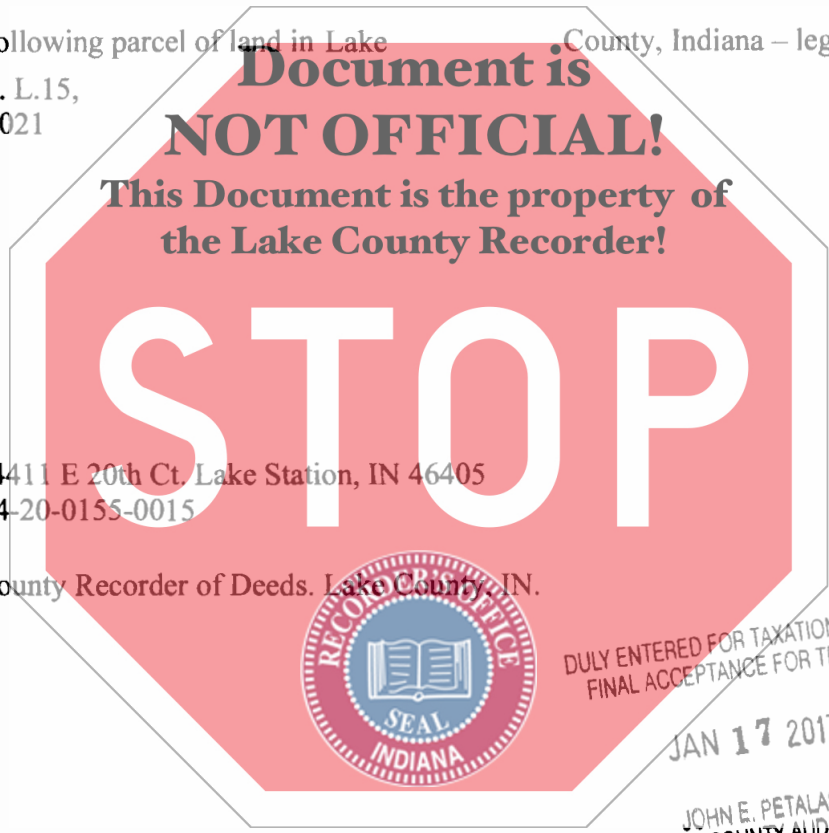 ollowing parcel of land in Lake County, Indiana – leg
Document is
. L.15,
021
NOT OFFICIAL!
This Document is the property of
the Lake County Recorder!
STOP
4411 E 20th Ct. Lake Station, IN 46405
4-20-0155-0015
ounty Recorder of Deeds. Lake County, IN.
RECORDER'S OFFICE
SEAL
INDIANA
DULY ENTERED FOR TAXATION
FINAL ACCEPTANCE FOR T
JAN 17 201
JOHN E. PETALA
COUNTY AUD